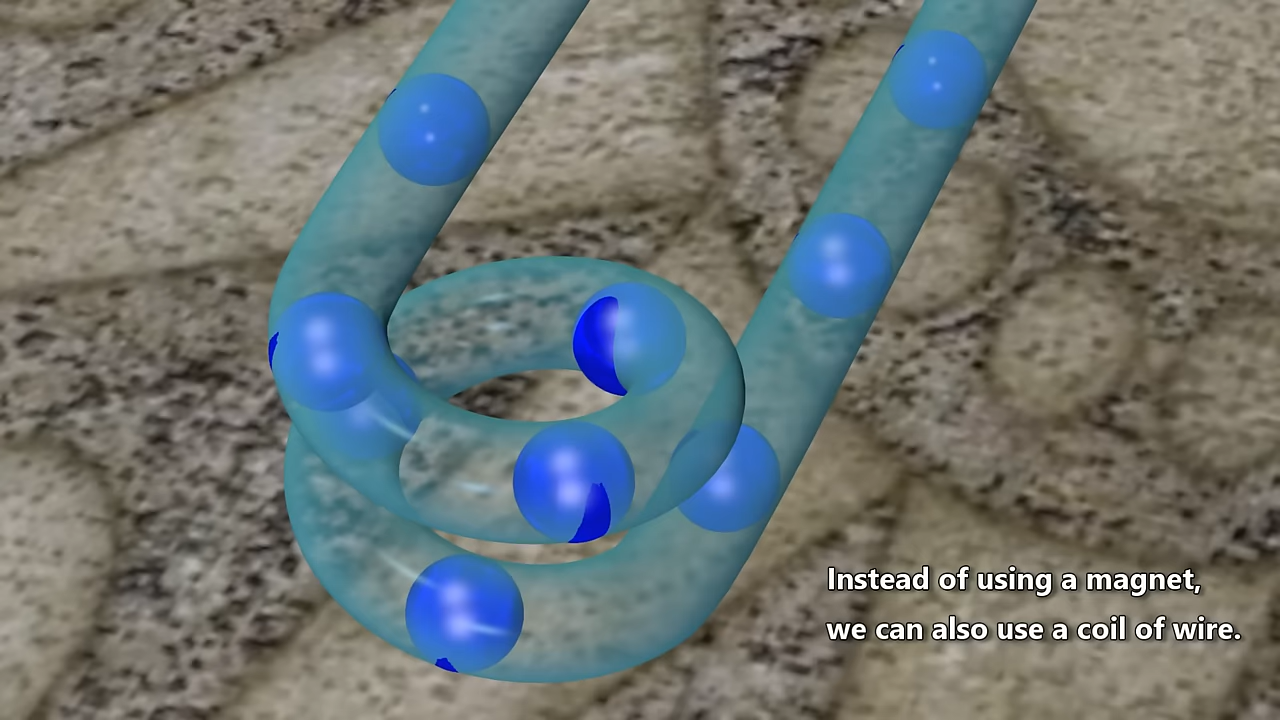 Instead of using a magnet,
we can also use a coil of wire.